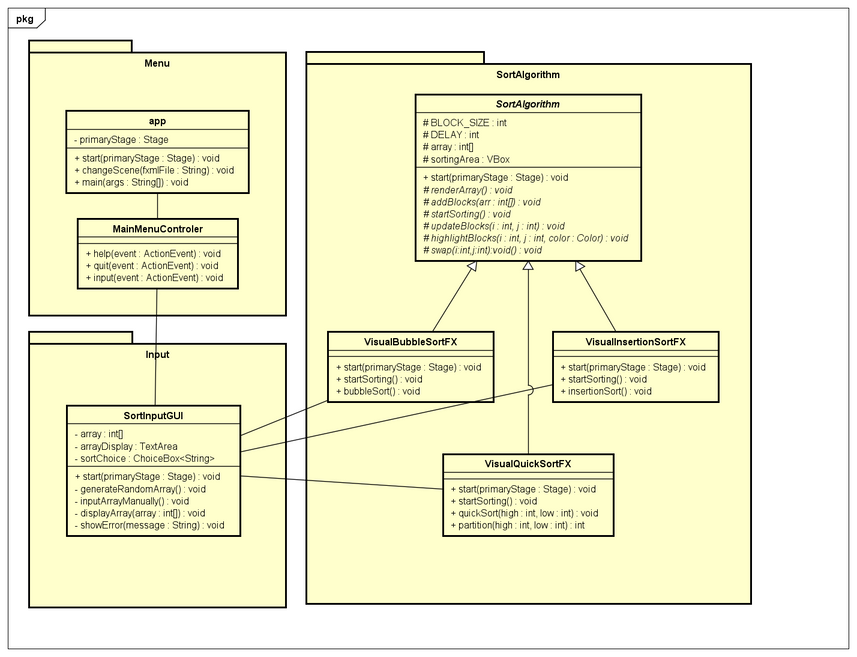 pkg
Menu
app
- primaryStage : Stage
+ start(primaryStage : Stage) : void
+ changeScene(fxmlFile : String) : void
+ main(args : String[]) : void
MainMenuControler
+ help(event : ActionEvent) : void
+ quit(event : ActionEvent) : void
+ input(event : ActionEvent) : void
Input
SortInputGUI
- array : int[]
- arrayDisplay : TextArea
- sortChoice : ChoiceBox<String>
+ start(primaryStage : Stage) : void
- generateRandomArray() : void
- inputArrayManually() : void
- displayArray(array : int[]) : void
- showError(message : String) : void
SortAlgorithm
SortAlgorithm
# BLOCK_SIZE : int
# DELAY : int
# array : int[]
# sortingArea : VBox
+ start(primaryStage : Stage) : void
# renderArray() : void
# addBlocks(arr : int[]) : void
# startSorting() : void
# updateBlocks(i : int, j : int) : void
# highlightBlocks(i : int, j : int, color : Color) : void
# swap(i:int,j:int):void() : void
VisualBubbleSortFX
+ start(primaryStage : Stage) : void
+ startSorting() : void
+ bubbleSort() : void
VisualInsertionSortFX
+ start(primaryStage : Stage) : void
+ startSorting() : void
+ insertionSort() : void
VisualQuickSortFX
+ start(primaryStage : Stage) : void
+ startSorting() : void
+ quickSort(high : int, low : int) : void
+ partition(high : int, low : int) : int